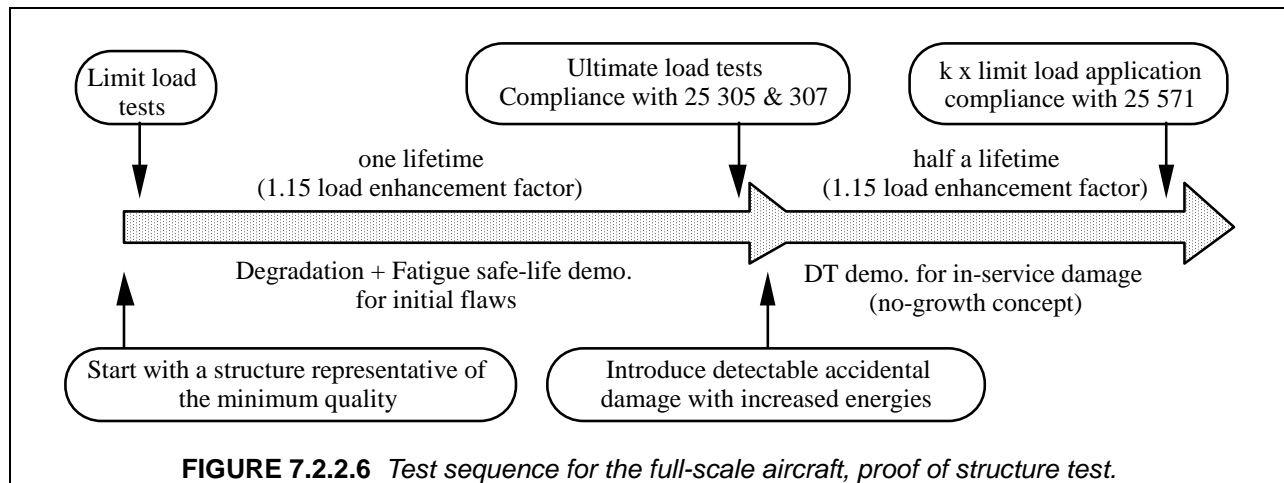 Limit load
tests
Ultimate load tests
Compliance with 25 305 & 307
k x limit load application
compliance with 25 571
one lifetime
(1.15 load enhancement factor)
half a lifetime
(1.15 load enhancement factor)
Degradation + Fatigue safe-life demo.
for initial flaws
DT demo. for in-service damage
(no-growth concept)
Start with a structure representative of
the minimum quality
Introduce detectable accidental
damage with increased energies
FIGURE 7.2.2.6 Test sequence for the full-scale aircraft, proof of structure test.